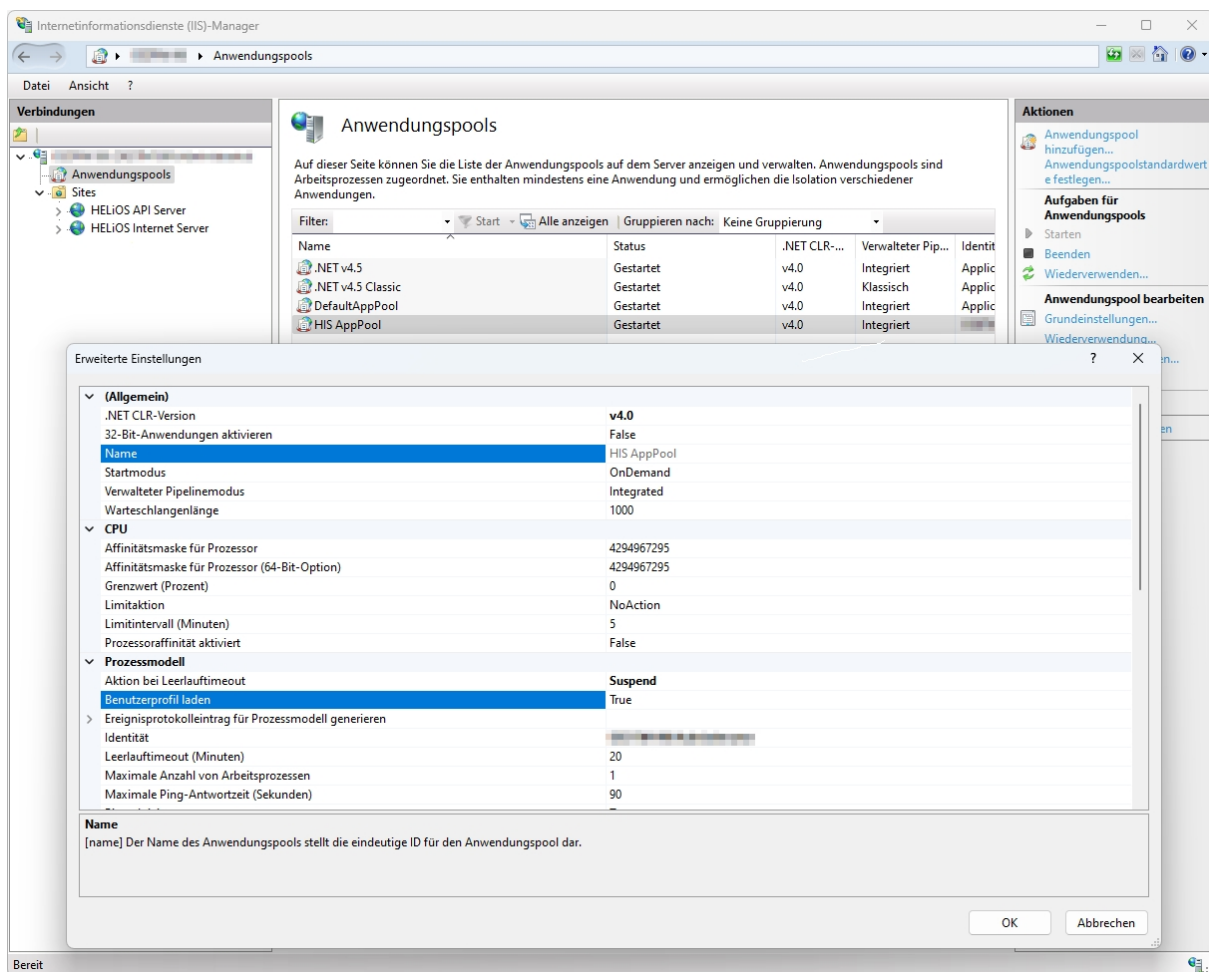 Internetinformationsdienste (IIS)-Manager
Anwendungspools
Datei Ansicht ?
Verbindungen
Anwendungspools
Sites
HELiOS API Server
HELiOS Internet Server
Anwendungspools
Auf dieser Seite können Sie die Liste der Anwendungspools auf dem Server anzeigen und verwalten. Anwendungspools sind
Arbeitsprozessen zugeordnet. Sie enthalten mindestens eine Anwendung und ermöglichen die Isolation verschiedener
Anwendungen.
Filter: Start Alle anzeigen Gruppieren nach: Keine Gruppierung
Name Status .NET CLR-... Verwalteter Pip... Identit
.NET v4.5 Gestartet v4.0 Integriert Applic
.NET v4.5 Classic Gestartet v4.0 Klassisch Applic
DefaultAppPool Gestartet v4.0 Integriert Applic
HIS AppPool Gestartet v4.0 Integriert
Aktionen
Anwendungspool
hinzufügen...
Anwendungspoolstandardwert
e festlegen...
Aufgaben für
Anwendungspools
Starten
Beenden
Wiederverwenden...
Anwendungspool bearbeiten
Grundeinstellungen...
Wiederverwendung...
en...
en
Erweiterte Einstellungen ?
(Allgemein)
.NET CLR-Version v4.0
32-Bit-Anwendungen aktivieren False
Name HIS AppPool
Startmodus OnDemand
Verwalteter Pipelinemodus Integrated
Warteschlangenlänge 1000
CPU
Affinitätsmaske für Prozessor 4294967295
Affinitätsmaske für Prozessor (64-Bit-Option) 4294967295
Grenzwert (Prozent) 0
Limitaktion NoAction
Limitintervall (Minuten) 5
Prozessoraffinität aktiviert False
Prozessmodell
Aktion bei Leerlauftimeout Suspend
Benutzerprofil laden True
Ereignisprotokolleintrag für Prozessmodell generieren
Identität
Leerlauftimeout (Minuten) 20
Maximale Anzahl von Arbeitsprozessen 1
Maximale Ping-Antwortzeit (Sekunden) 90
Name
[name] Der Name des Anwendungspools stellt die eindeutige ID für den Anwendungspool dar.
OK Abbrechen
Bereit